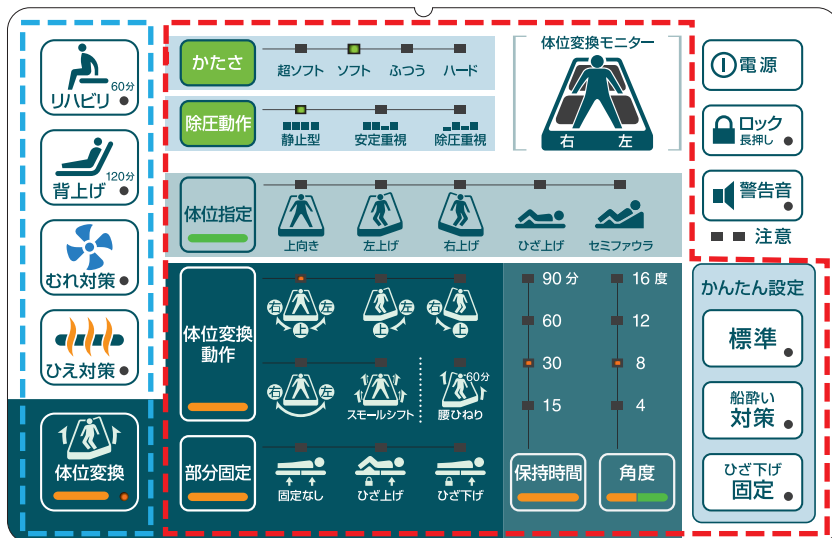 リハビリ 60分
背上げ 120分
むれ対策
ひえ対策
体位変換
かたさ
超ソフト ソフト ふつう ハード
除圧動作
静止型 安定重視 除圧重視
体位変換モニター
右 左
電源
ロック
長押し
警告音
注意
体位指定
上向き 左上げ 右上げ ひざ上げ セミファウラ
体位変換
動作
右 左 上
左 上
右 上
右 左
スモールシフト
60分
腰ひねり
部分固定
固定なし ひざ上げ ひざ下げ
90分
60
30
15
保持時間
16度
12
8
4
角度
かんたん設定
標準
船酔い
対策
ひざ下げ
固定